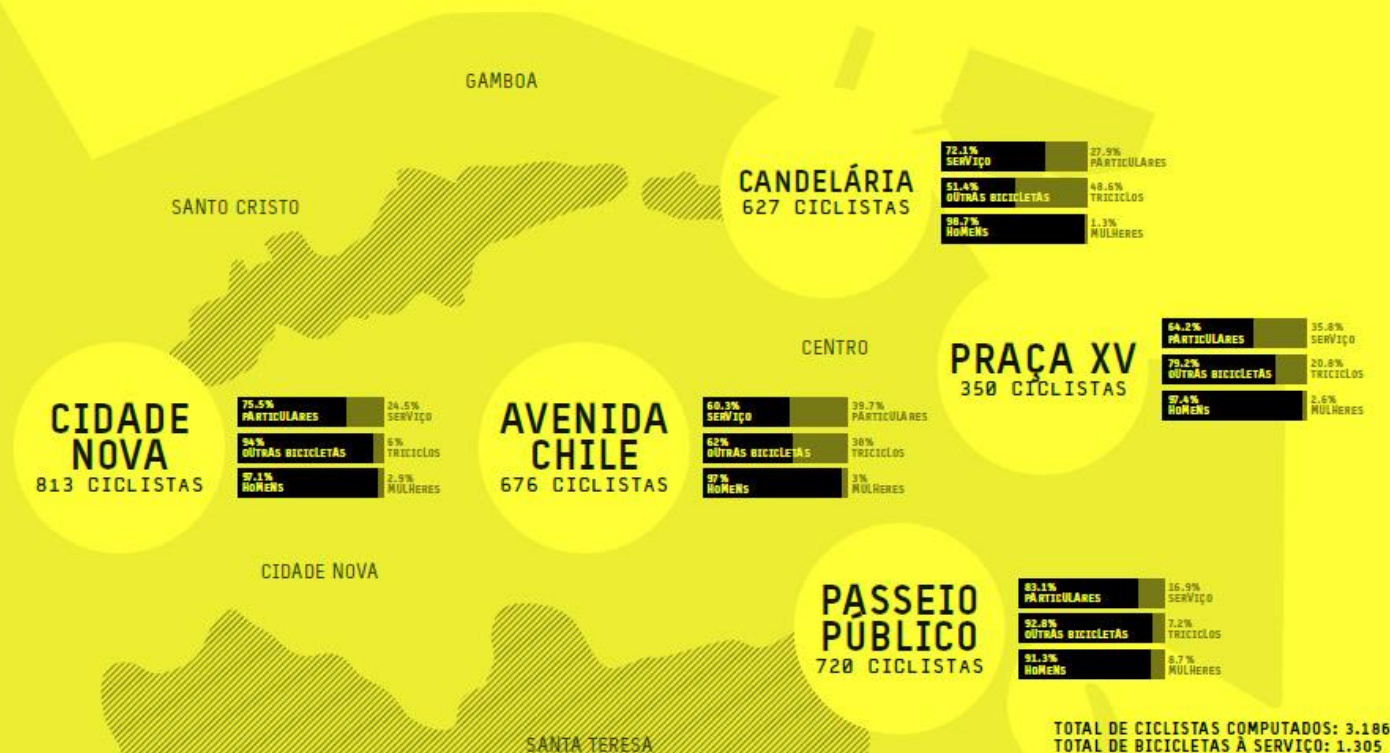 GAMBOA
SANTO CRISTO
CANDELÁRIA
627 CICLISTAS
72.1%
SERVIÇO
27.9%
PARTICULARES
51.4%
OUTRAS BICICLETAS
48.6%
TRICICLOS
98.7%
HOMENS
1.3%
MULHERES
CENTRO
PRAÇA XV
350 CICLISTAS
64.2%
PARTICULARES
35.8%
SERVIÇO
79.2%
OUTRAS BICICLETAS
20.8%
TRICICLOS
97.4%
HOMENS
2.6%
MULHERES
CIDADE
NOVA
813 CICLISTAS
75.5%
PARTICULARES
24.5%
SERVIÇO
94%
OUTRAS BICICLETAS
6%
TRICICLOS
97.1%
HOMENS
2.9%
MULHERES
AVENIDA
CHILE
676 CICLISTAS
60.3%
SERVIÇO
39.7%
PARTICULARES
62%
OUTRAS BICICLETAS
38%
TRICICLOS
97%
HOMENS
3%
MULHERES
CIDADE NOVA
PASSEIO
PÚBLICO
720 CICLISTAS
83.1%
PARTICULARES
16.9%
SERVIÇO
92.8%
OUTRAS BICICLETAS
7.2%
TRICICLOS
91.3%
HOMENS
8.7%
MULHERES
SANTA TERESA
TOTAL DE CICLISTAS COMPUTADOS: 3.186
TOTAL DE BICICLETAS À SERVIÇO: 1.305